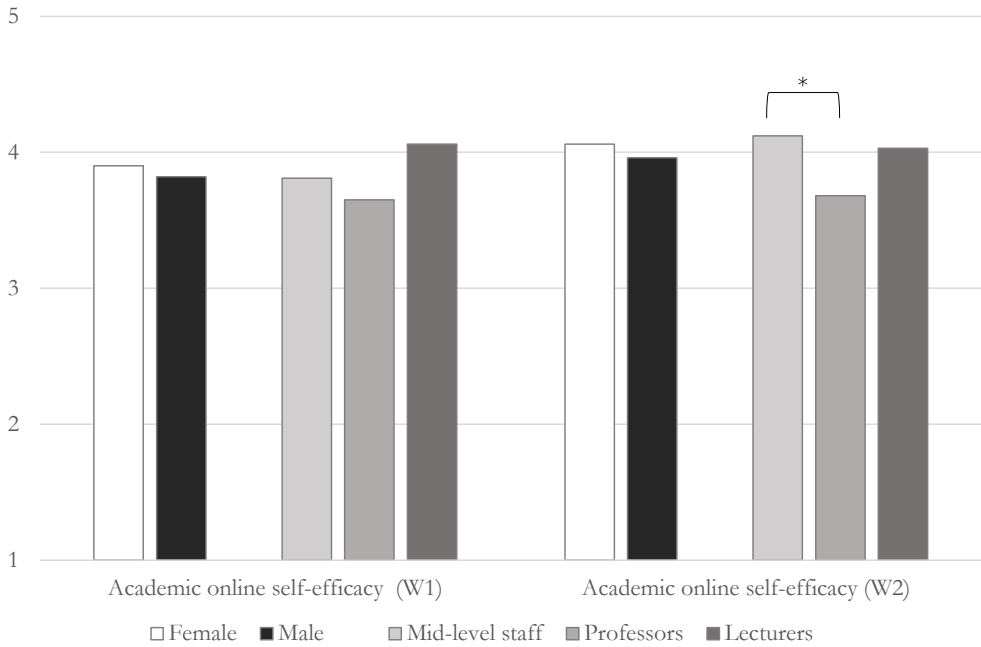 5
*
4
3
2
1
Academic online self-efficacy (W1)
Academic online self-efficacy (W2)
Female Male Mid-level staff Professors Lecturers